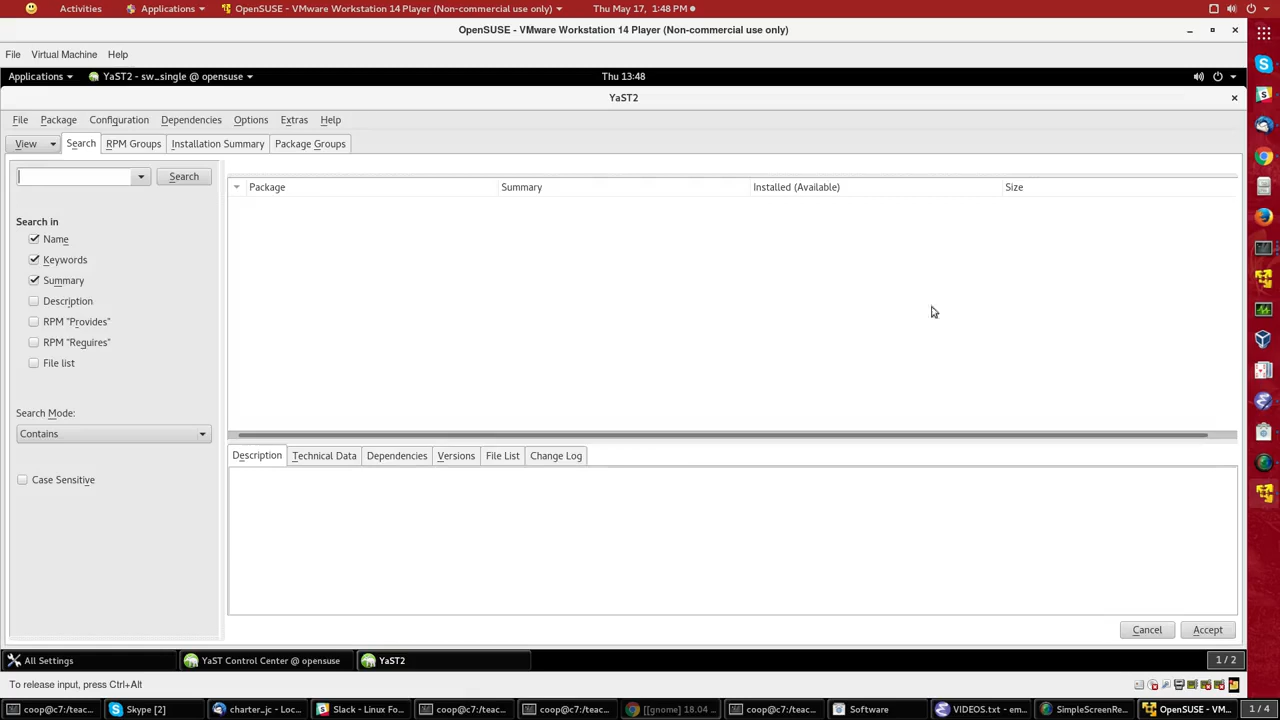 Activities Applications OpenSUSE - VMware Workstation 14 Player (Non-commercial use only) Thu May 17, 1:48 PM
OpenSUSE - VMware Workstation 14 Player (Non-commercial use only)
File Virtual Machine Help
Applications YaST2 - sw_single @ opensuse Thu 13:48
YaST2
File Package Configuration Dependencies Options Extras Help
View Search RPM Groups Installation Summary Package Groups
Search
Package Summary Installed (Available) Size
Search in
Name
Keywords
Summary
Description
RPM "Provides"
RPM "Requires"
File list
Search Mode:
Contains
Description Technical Data Dependencies Versions File List Change Log
Case Sensitive
Cancel Accept
All Settings YaST Control Center @ opensuse YaST2 1 / 2
To release input, press Ctrl+Alt
coop@c7:/teac... Skype [2] charter_jc - Loc... Slack - Linux Fo... coop@c7:/teac... coop@c7:/teac... [[gnome] 18.04 ... coop@c7:/teac... Software VIDEOS.txt - em... SimpleScreenRe... OpenSUSE - VM... 1 / 4